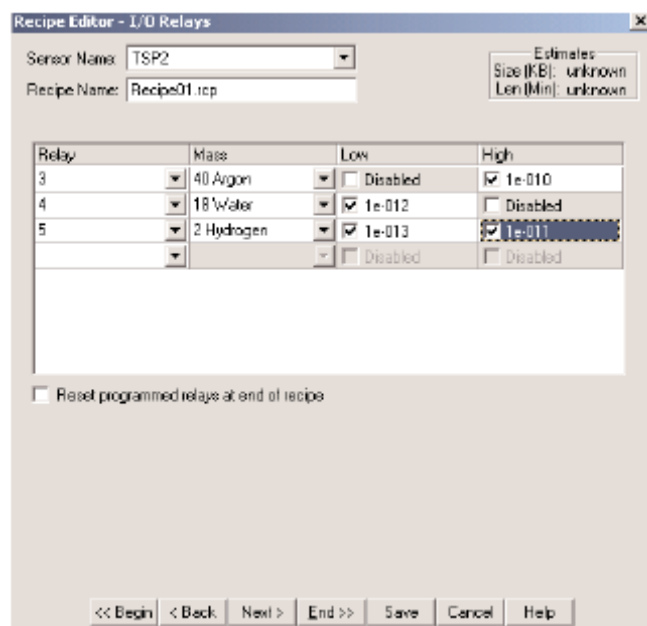 Recipe Editor - I/O Relays
Sensor Name: TSP2
Recipe Name: Recipe01.rcp
Estimates
Size (KB): unknown
Len (Min): unknown
Relay Mass Low High
3 40 Argon Disabled 1e-010
4 18 Water 1e-012 Disabled
5 2 Hydrogen 1e-013 1e-011
Disabled Disabled
Reset programmed relays at end of recipe
<< Begin < Back Next > End >> Save Cancel Help